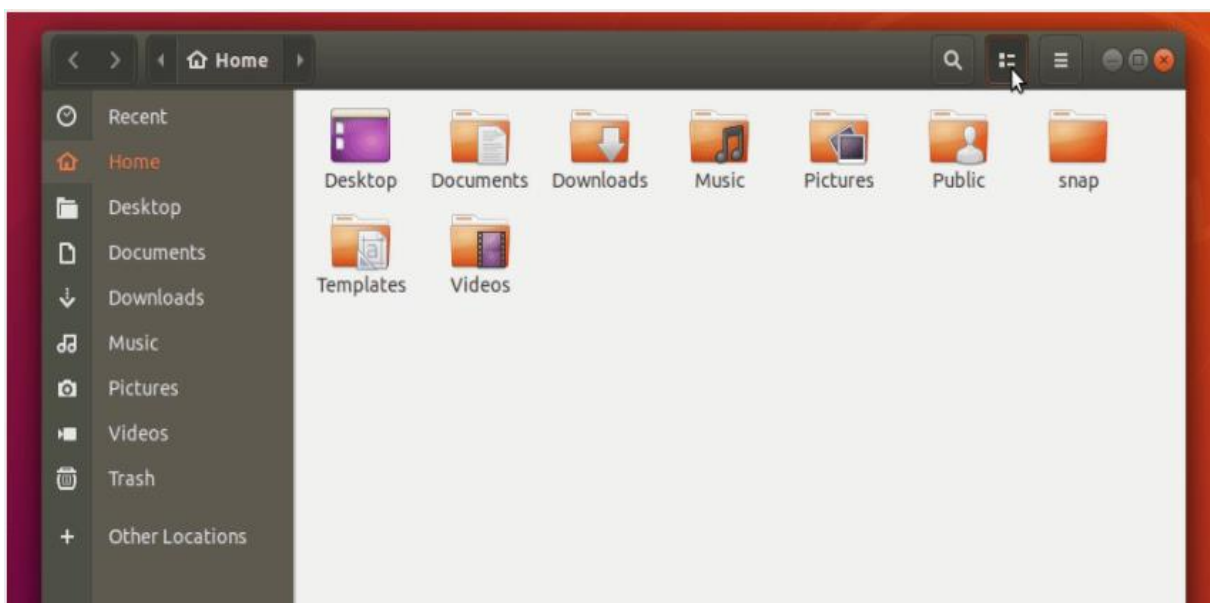 Home
Recent
Home
Desktop
Documents
Downloads
Music
Pictures
Videos
Trash
Other Locations
Desktop Documents Downloads Music Pictures Public snap
Templates Videos